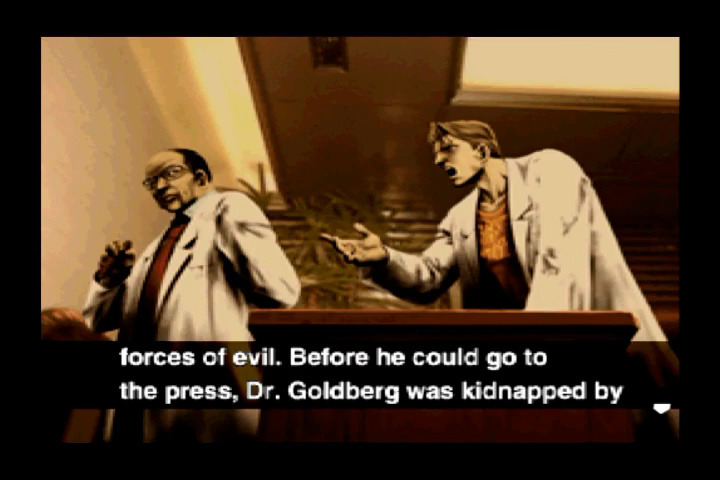 forces of evil. Before he could go to
the press, Dr. Goldberg was kidnapped by